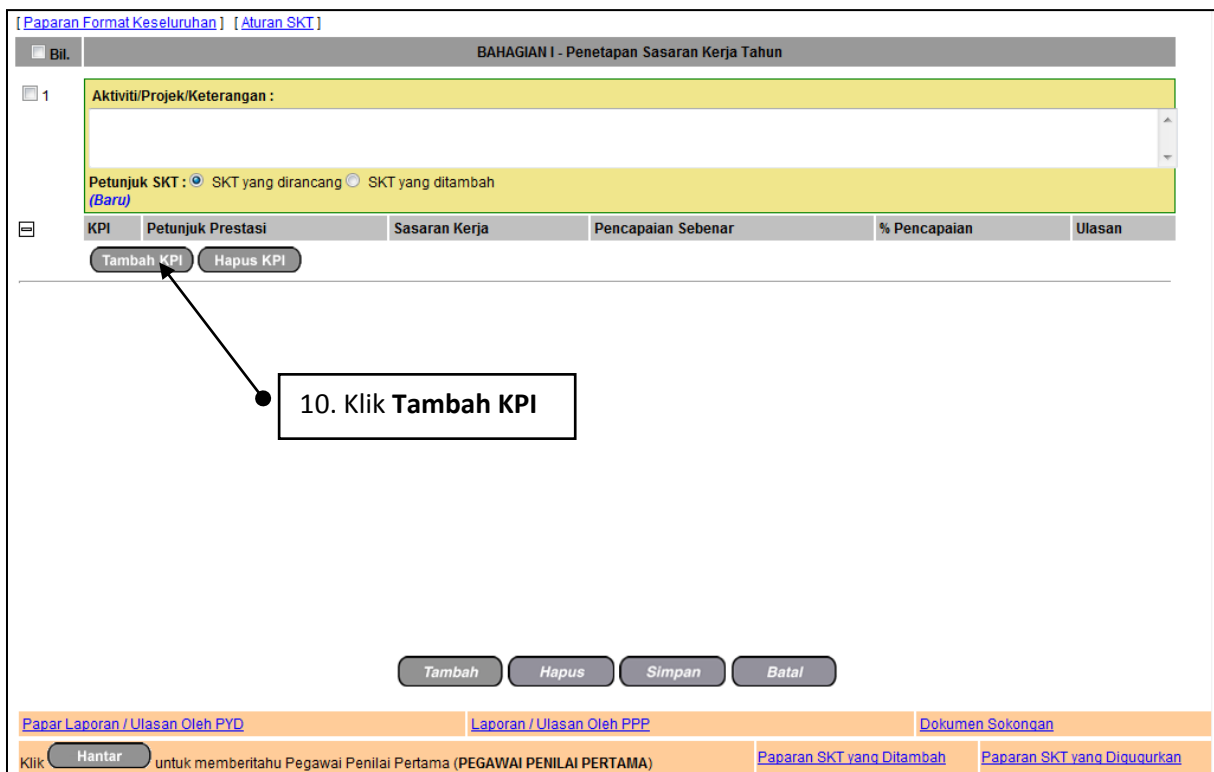 [ Paparan Format Keseluruhan ] [ Aturan SKT ]
Bil. BAHAGIAN I - Penetapan Sasaran Kerja Tahun
1 Aktiviti/Projek/Keterangan :
Petunjuk SKT : SKT yang dirancang SKT yang ditambah
(Baru)
KPI Petunjuk Prestasi Sasaran Kerja Pencapaian Sebenar % Pencapaian Ulasan
Tambah KPI Hapus KPI
10. Klik Tambah KPI
Tambah Hapus Simpan Batal
Papar Laporan / Ulasan Oleh PYD Laporan / Ulasan Oleh PPP Dokumen Sokongan
Klik Hantar untuk memberitahu Pegawai Penilai Pertama (PEGAWAI PENILAI PERTAMA) Paparan SKT yang Ditambah Paparan SKT yang Digugurkan